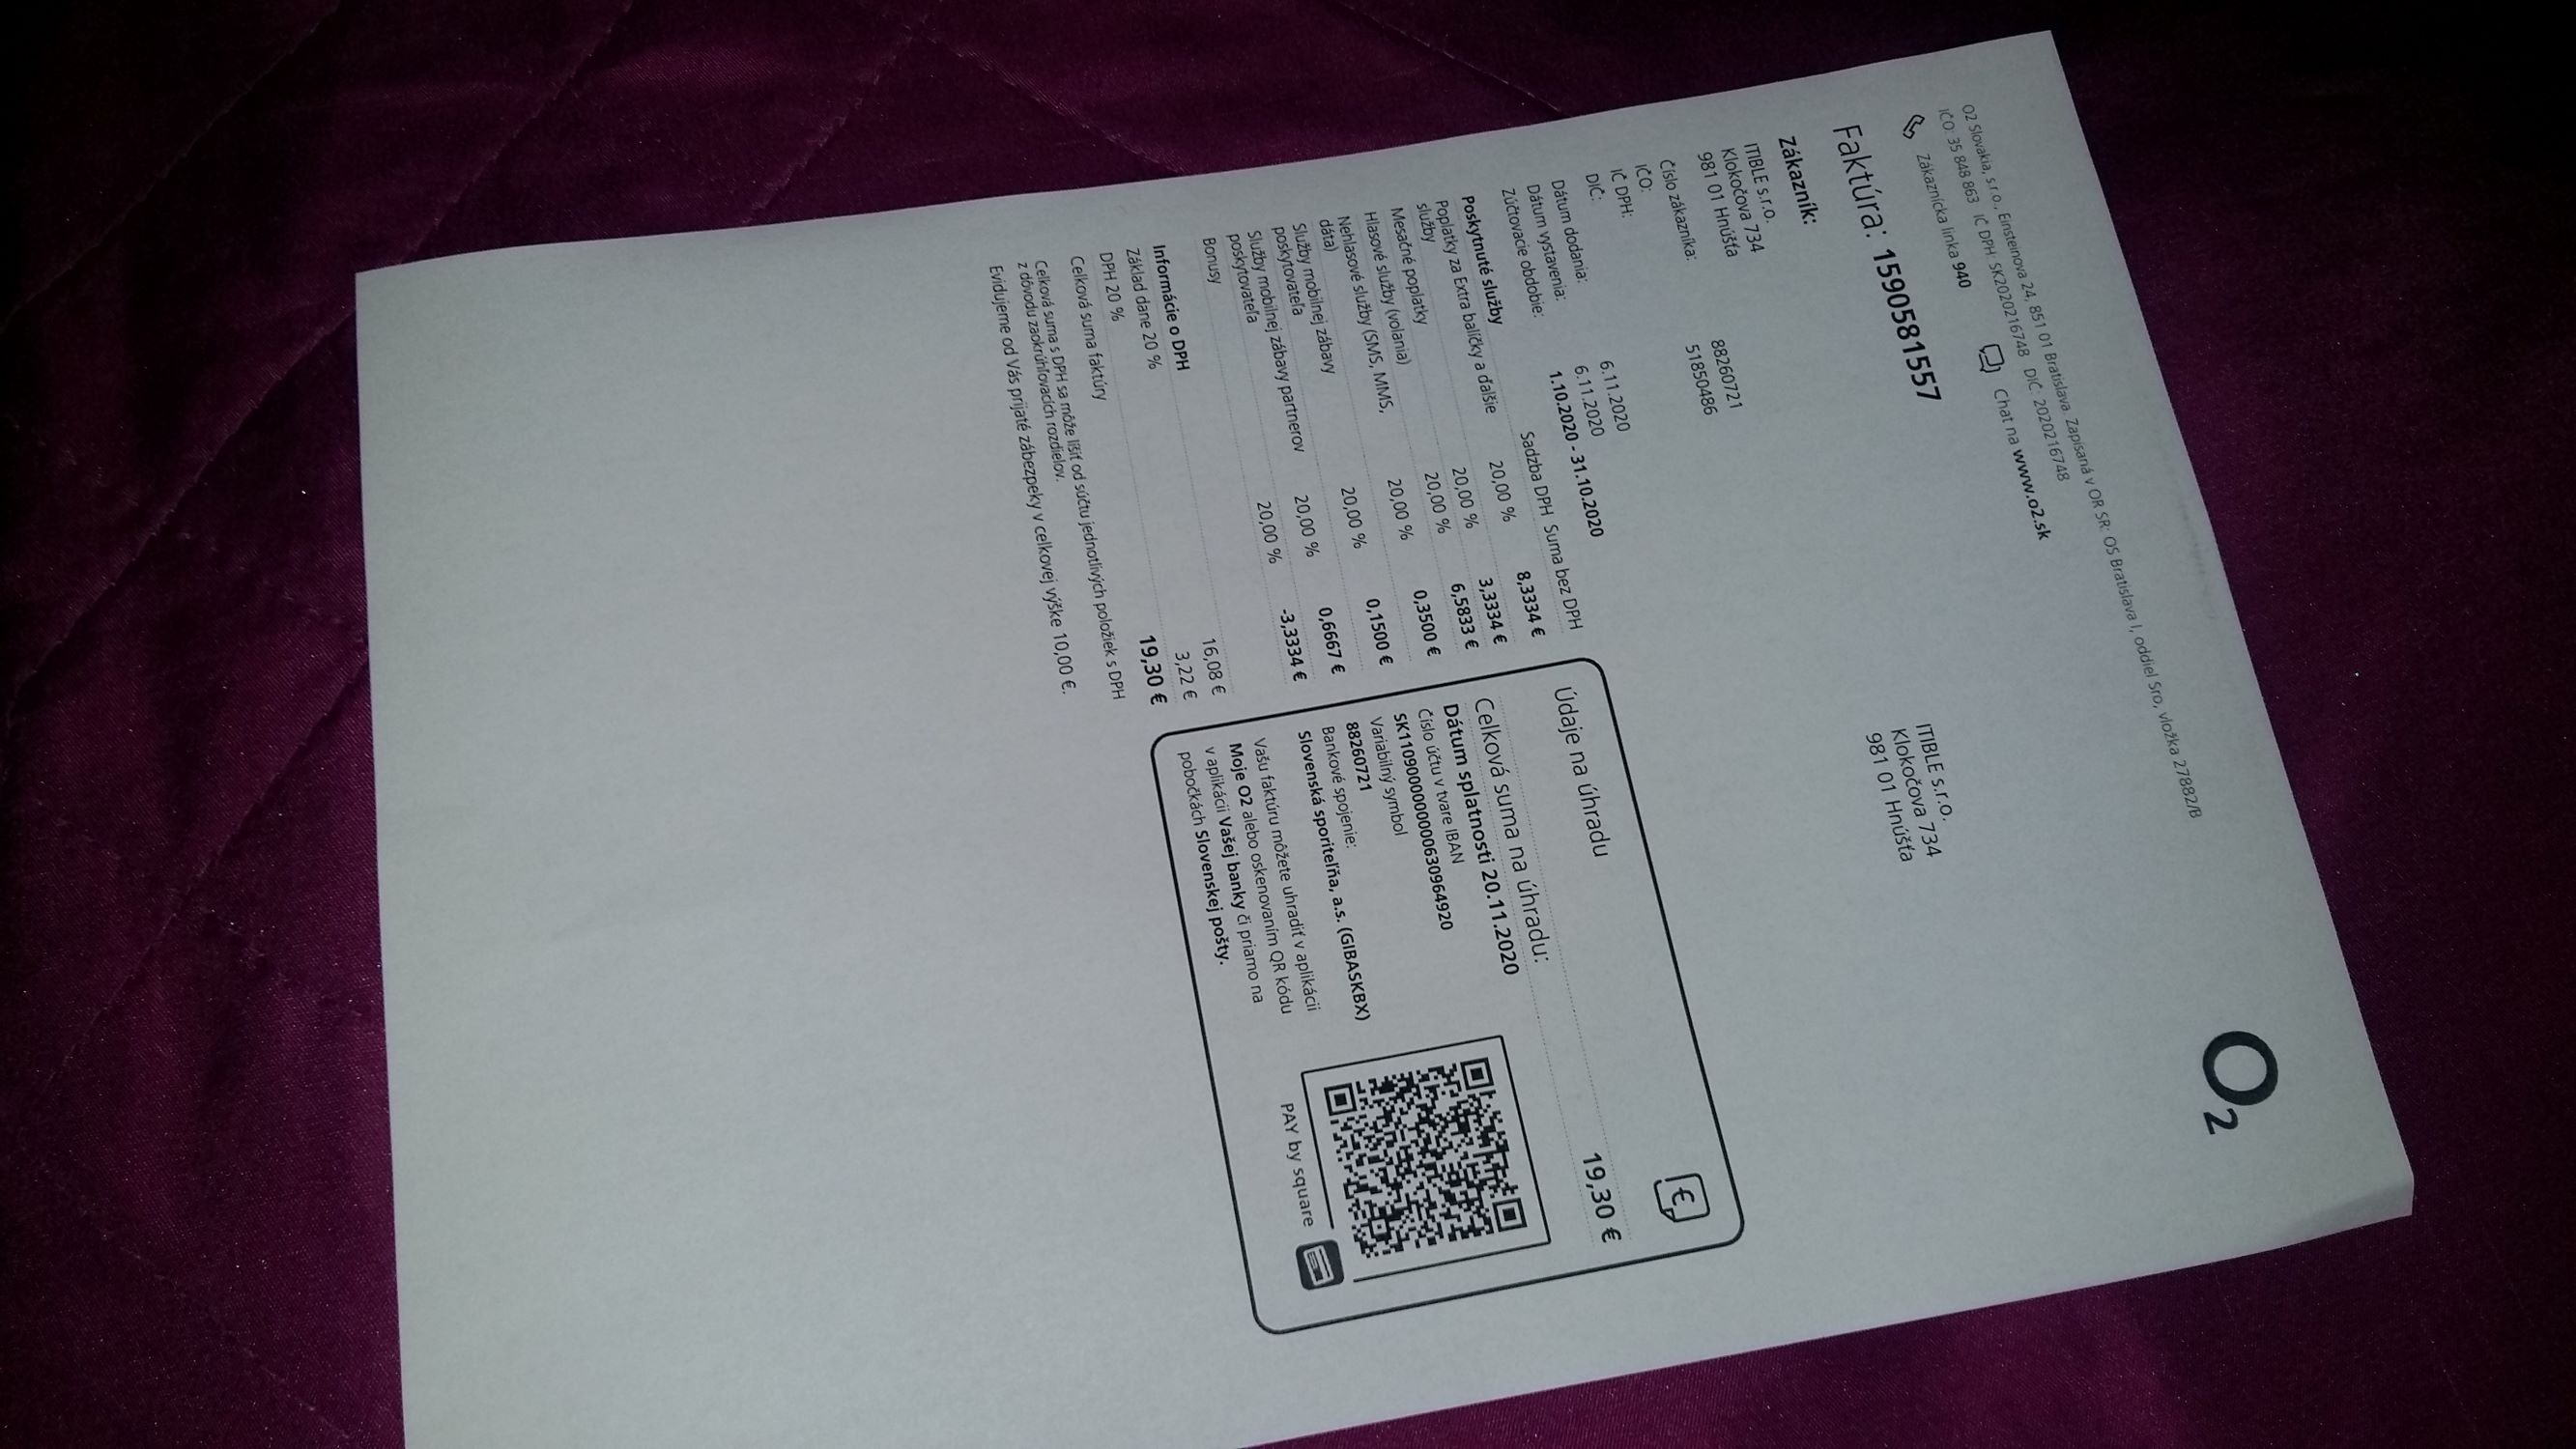 O2
O2 Slovakia, s.r.o., Einsteinova 24, 851 01 Bratislava. Zapísaná v OR SR: OS Bratislava I, oddiel Sro, vložka 27882/B
IČO: 35 848 863 IČ DPH: SK2020216748 DIČ: 2020216748
Zákaznícka linka 940 Chat na www.o2.sk
Faktúra: 1590581557
ITIBLE s.r.o.
Klokočova 734
981 01 Hnúšťa
Zákazník:
ITIBLE s.r.o.
Klokočova 734
981 01 Hnúšťa
Číslo zákazníka: 88260721
IČO: 51850486
IČ DPH:
DIČ:
Dátum dodania: 6.11.2020
Dátum vystavenia: 6.11.2020
Zúčtovacie obdobie: 1.10.2020 - 31.10.2020
Poskytnuté služby Sadzba DPH Suma bez DPH
Poplatky za Extra balíčky a ďalšie
služby 20,00 % 8,3334 €
Mesačné poplatky 20,00 % 3,3334 €
Hlasové služby (volania) 20,00 % 6,5833 €
Nehlasové služby (SMS, MMS,
dáta) 20,00 % 0,3500 €
Služby mobilnej zábavy
poskytovateľa 20,00 % 0,1500 €
Služby mobilnej zábavy partnerov
poskytovateľa 20,00 % 0,6667 €
Bonusy 20,00 % -3,3334 €
Informácie o DPH
Základ dane 20 % 16,08 €
DPH 20 % 3,22 €
Celková suma faktúry 19,30 €
Celková suma s DPH sa môže líšiť od súčtu jednotlivých položiek s DPH
z dôvodu zaokrúhľovacích rozdielov.
Evidujeme od Vás prijaté zábezpeky v celkovej výške 10,00 €.
Údaje na úhradu
€
Celková suma na úhradu: 19,30 €
Dátum splatnosti 20.11.2020
Číslo účtu v tvare IBAN
SK1109000000000630964920
Variabilný symbol
88260721
Bankové spojenie:
Slovenská sporiteľňa, a.s. (GIBASKBX)
Vašu faktúru môžete uhradiť v aplikácii
Moje O2 alebo oskenovaním QR kódu
v aplikácii Vašej banky či priamo na
pobočkách Slovenskej pošty.
PAY by square